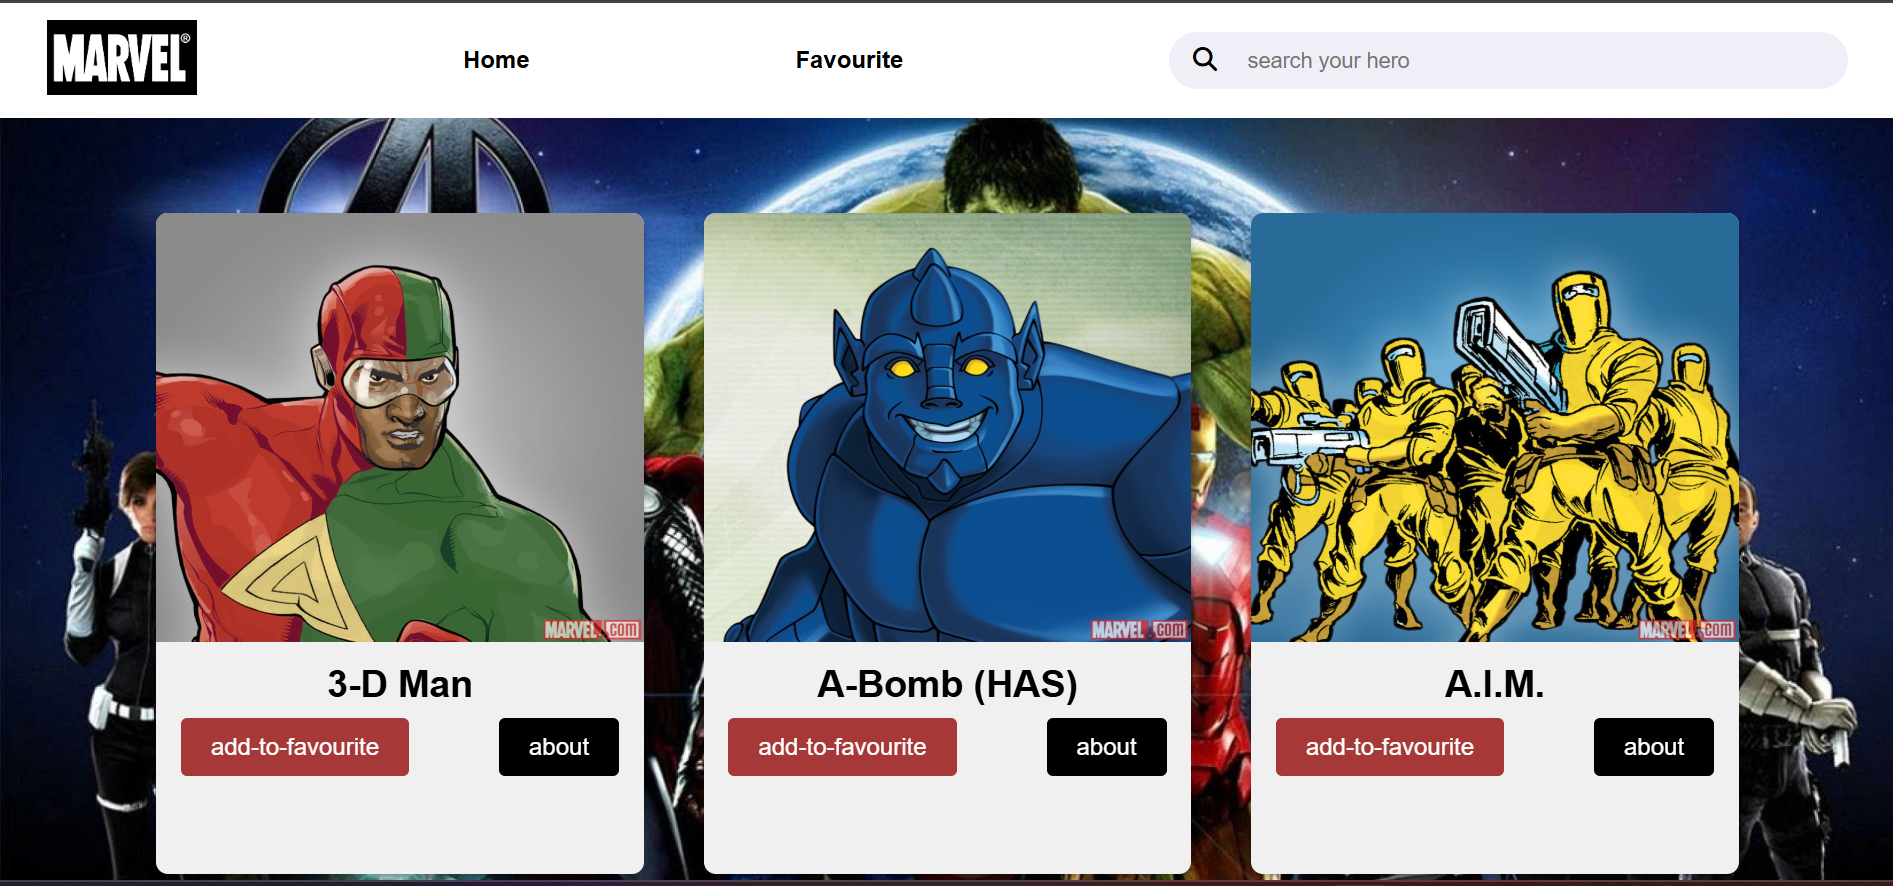 MARVEL®
Home
Favourite
search your hero
MARVEL.com
MARVEL.com
MARVEL.com
3-D Man
A-Bomb (HAS)
A.I.M.
add-to-favourite
about
add-to-favourite
about
add-to-favourite
about